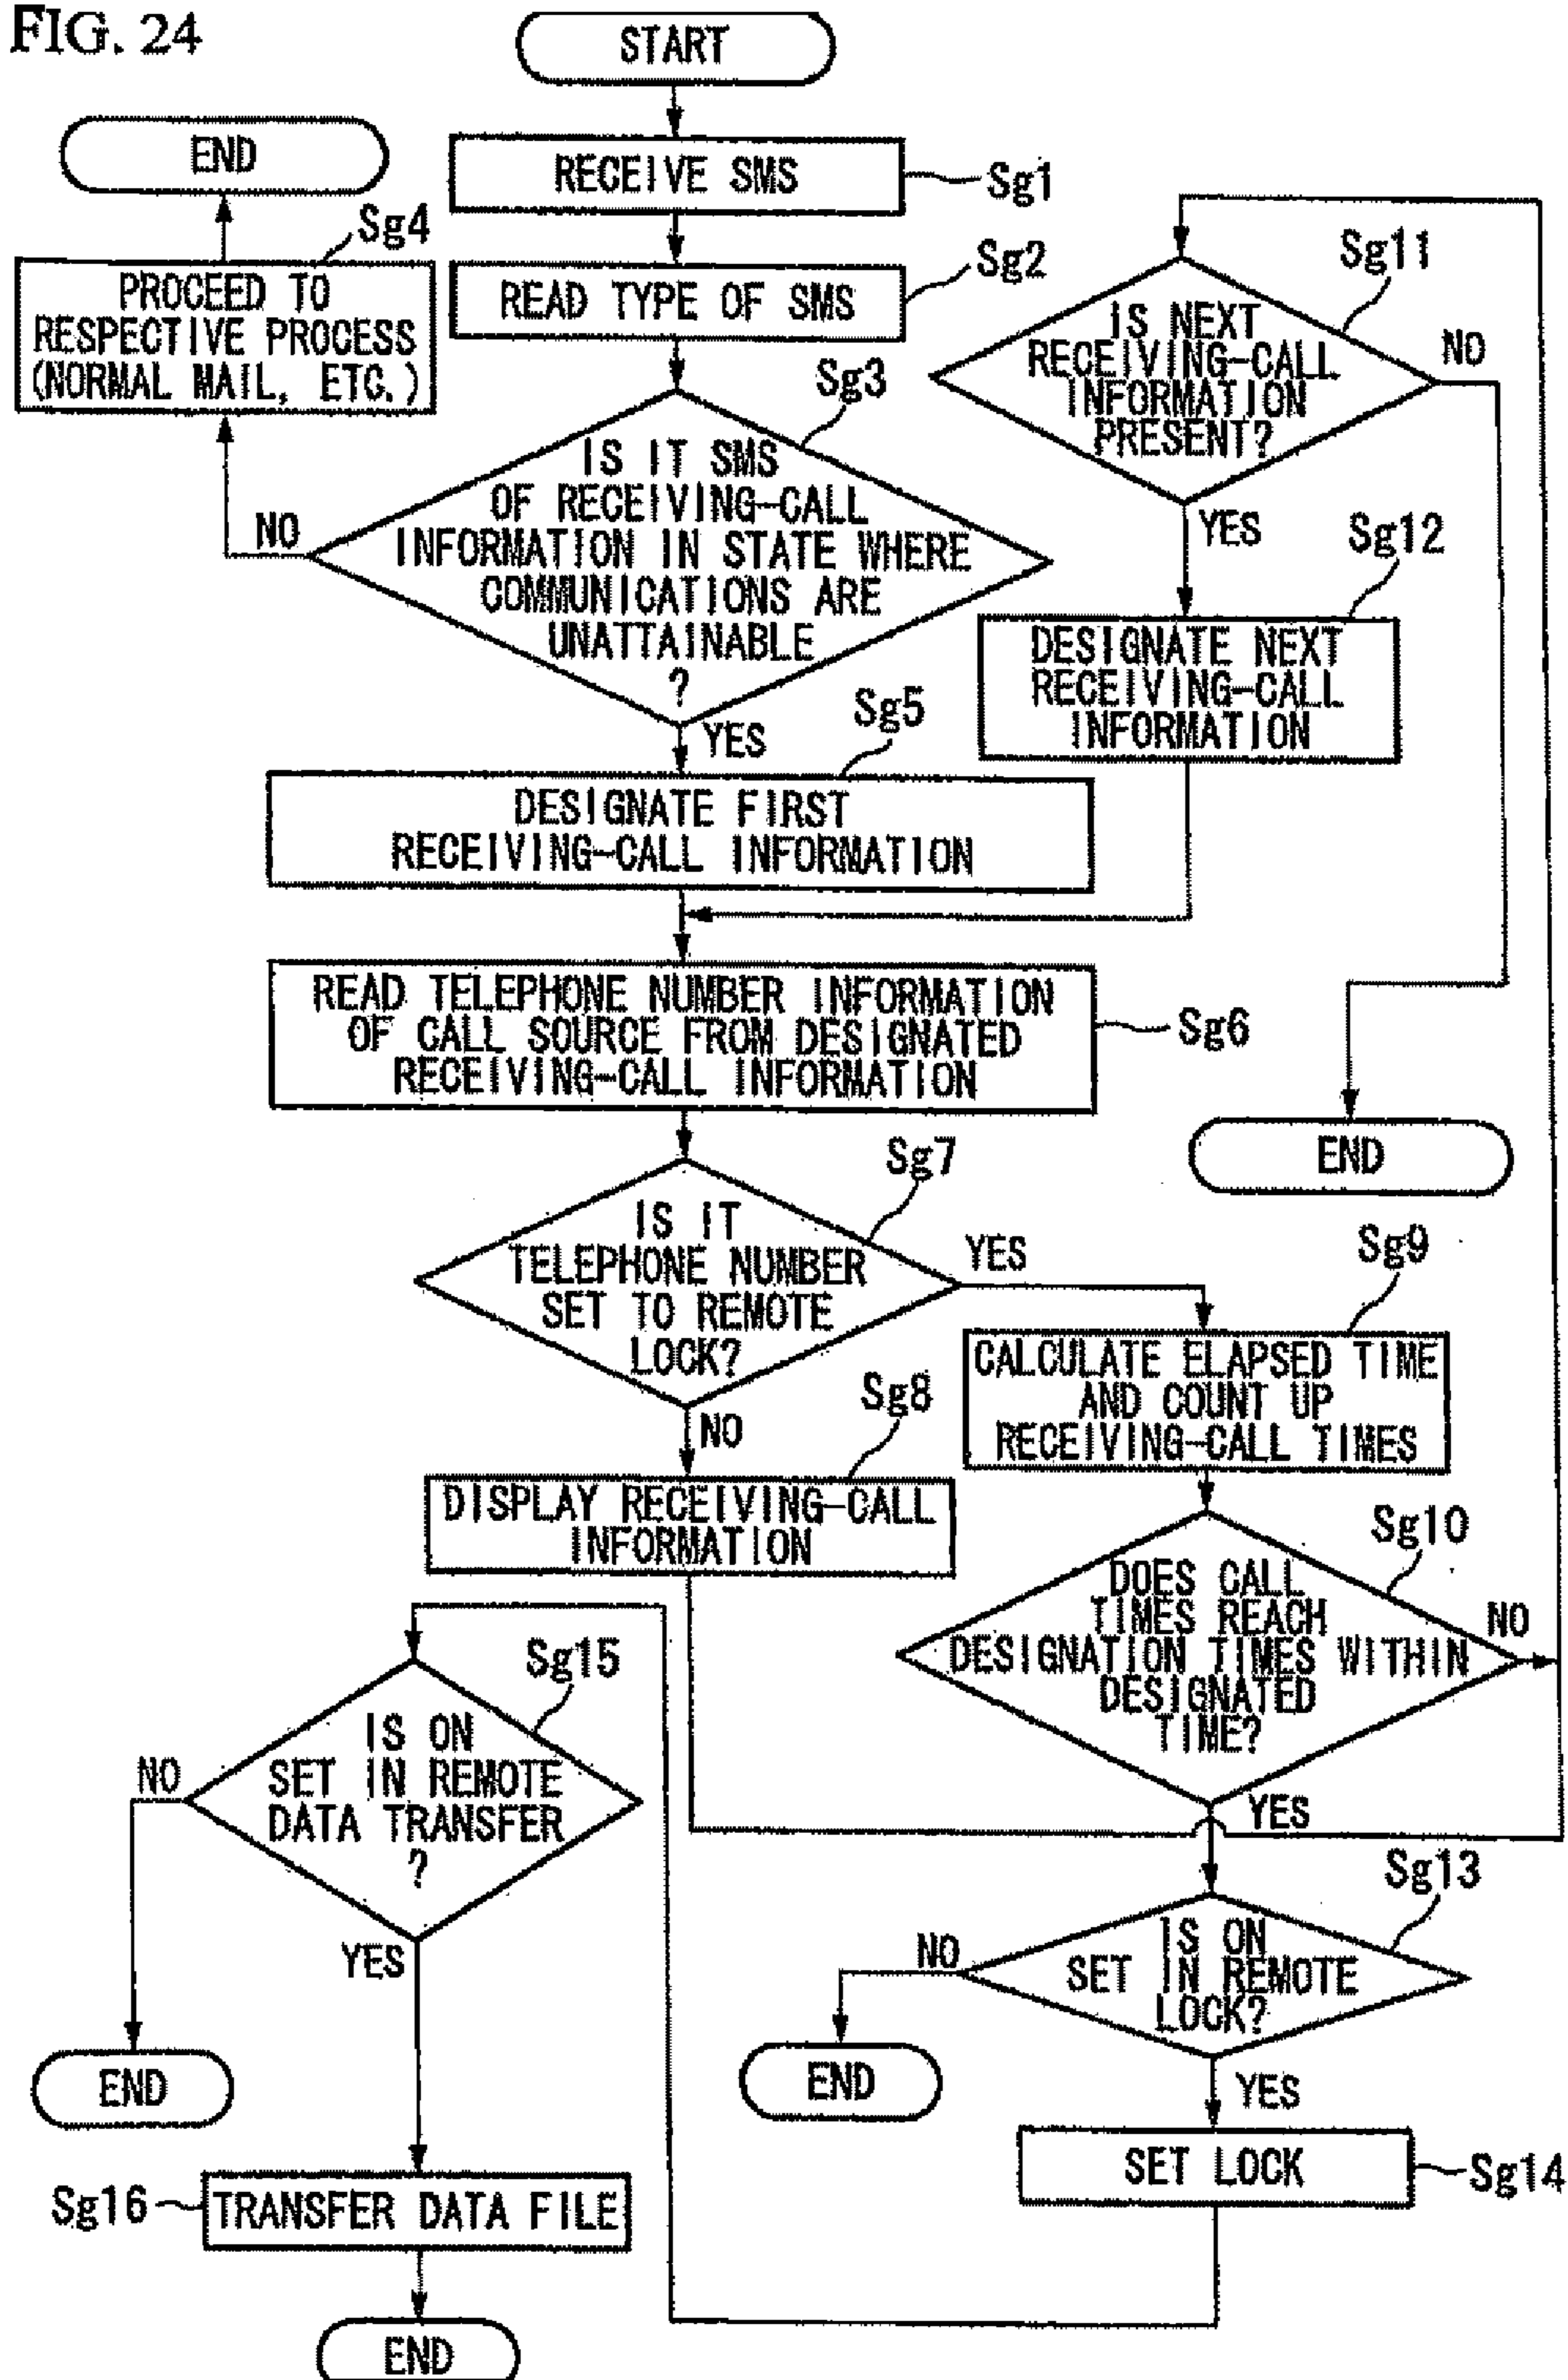 FIG. 24
START
RECEIVE SMS
Sg1
END
READ TYPE OF SMS
Sg2
Sg4
PROCEED TO
RESPECTIVE PROCESS
(NORMAL MAIL, ETC.)
Sg3
IS IT SMS
OF RECEIVING-CALL
INFORMATION IN STATE WHERE
COMMUNICATIONS ARE
UNATTAINABLE
?
NO
YES
Sg11
IS NEXT
RECEIVING-CALL
INFORMATION
PRESENT?
NO
YES
Sg12
DESIGNATE NEXT
RECEIVING-CALL
INFORMATION
Sg5
DESIGNATE FIRST
RECEIVING-CALL INFORMATION
READ TELEPHONE NUMBER INFORMATION
OF CALL SOURCE FROM DESIGNATED
RECEIVING-CALL INFORMATION
Sg6
END
Sg7
IS IT
TELEPHONE NUMBER
SET TO REMOTE
LOCK?
YES
NO
Sg9
CALCULATE ELAPSED TIME
AND COUNT UP
RECEIVING-CALL TIMES
Sg8
DISPLAY RECEIVING-CALL
INFORMATION
Sg10
DOES CALL
TIMES REACH
DESIGNATION TIMES WITHIN
DESIGNATED
TIME?
NO
YES
Sg15
IS ON
SET IN REMOTE
DATA TRANSFER
?
NO
YES
END
Sg13
IS ON
SET IN REMOTE
LOCK?
NO
YES
END
SET LOCK
Sg14
Sg16
TRANSFER DATA FILE
END